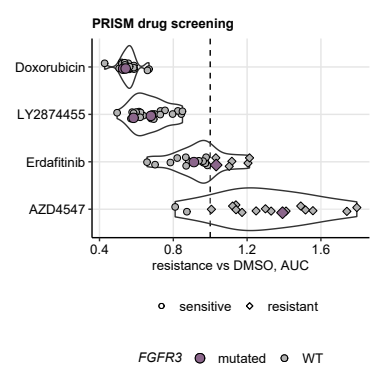 PRISM drug screening
Doxorubicin
LY2874455
Erdafitinib
AZD4547
0.4 0.8 1.2 1.6
resistance vs DMSO, AUC
sensitive resistant
FGFR3 mutated WT